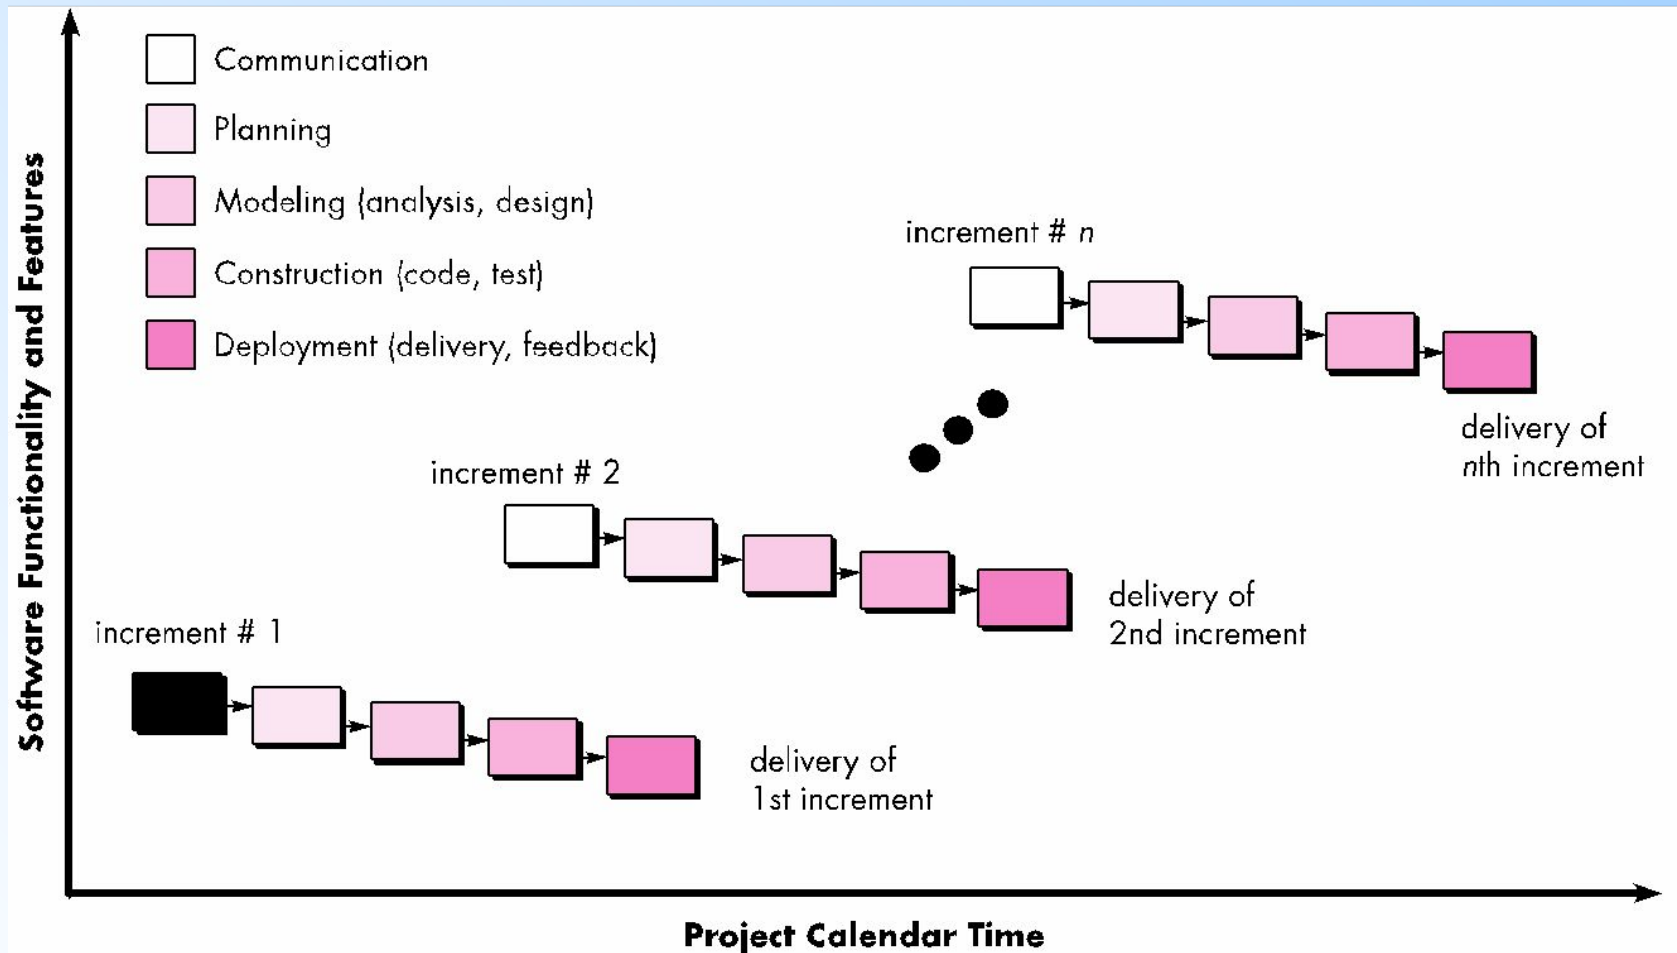 Communication
Planning
Modeling (analysis, design)
Construction (code, test)
Deployment (delivery, feedback)
increment # n
delivery of
nth increment
increment # 2
delivery of
2nd increment
increment # 1
delivery of
1st increment
Software Functionality and Features
Project Calendar Time